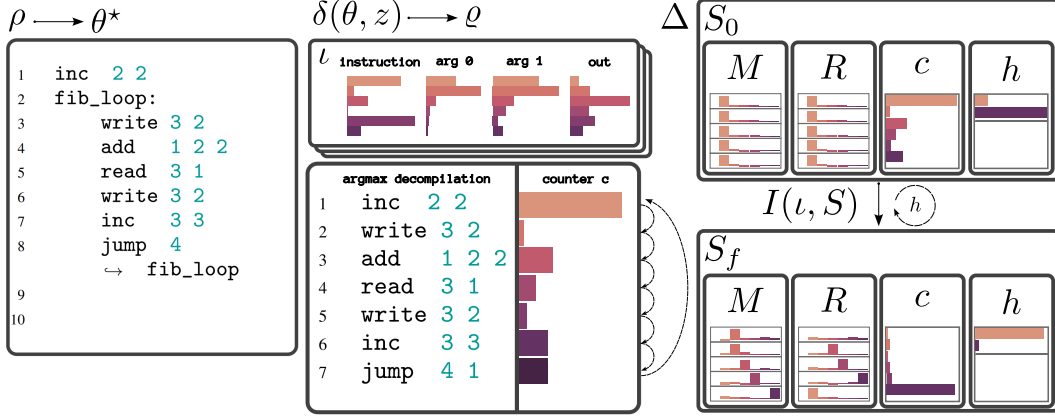 ρ → θ⋆
1 inc 2 2
2 fib_loop:
3 write 3 2
4 add 1 2 2
5 read 3 1
6 write 3 2
7 inc 3 3
8 jump 4
↪ fib_loop
9
10
δ(θ, z) → ϱ
ι instruction arg 0 arg 1 out
argmax decompilation counter c
1 inc 2 2
2 write 3 2
3 add 1 2 2
4 read 3 1
5 write 3 2
6 inc 3 3
7 jump 4 1
Δ S₀
M R c h
I(ι, S) h
S_f
M R c h